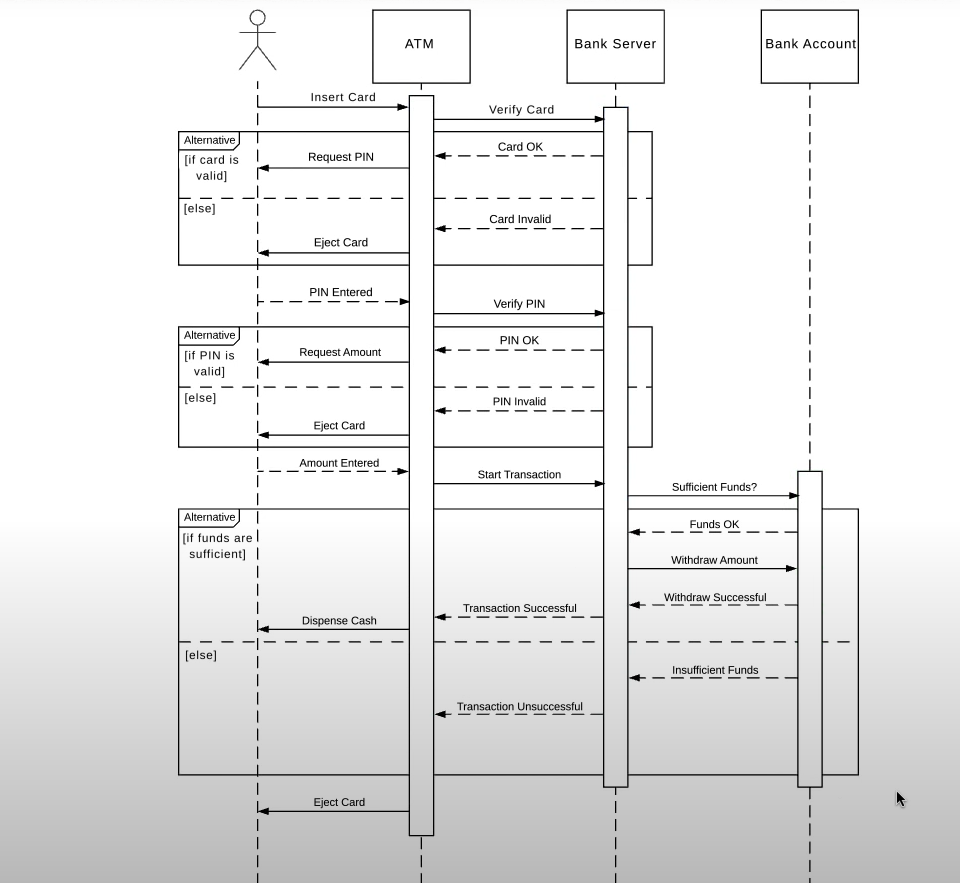 ATM
Bank Server
Bank Account
Insert Card
Verify Card
Alternative
[if card is
valid]
Card OK
Request PIN
[else]
Card Invalid
Eject Card
PIN Entered
Verify PIN
Alternative
[if PIN is
valid]
PIN OK
Request Amount
[else]
PIN Invalid
Eject Card
Amount Entered
Start Transaction
Sufficient Funds?
Alternative
[if funds are
sufficient]
Funds OK
Withdraw Amount
Withdraw Successful
Transaction Successful
Dispense Cash
[else]
Insufficient Funds
Transaction Unsuccessful
Eject Card